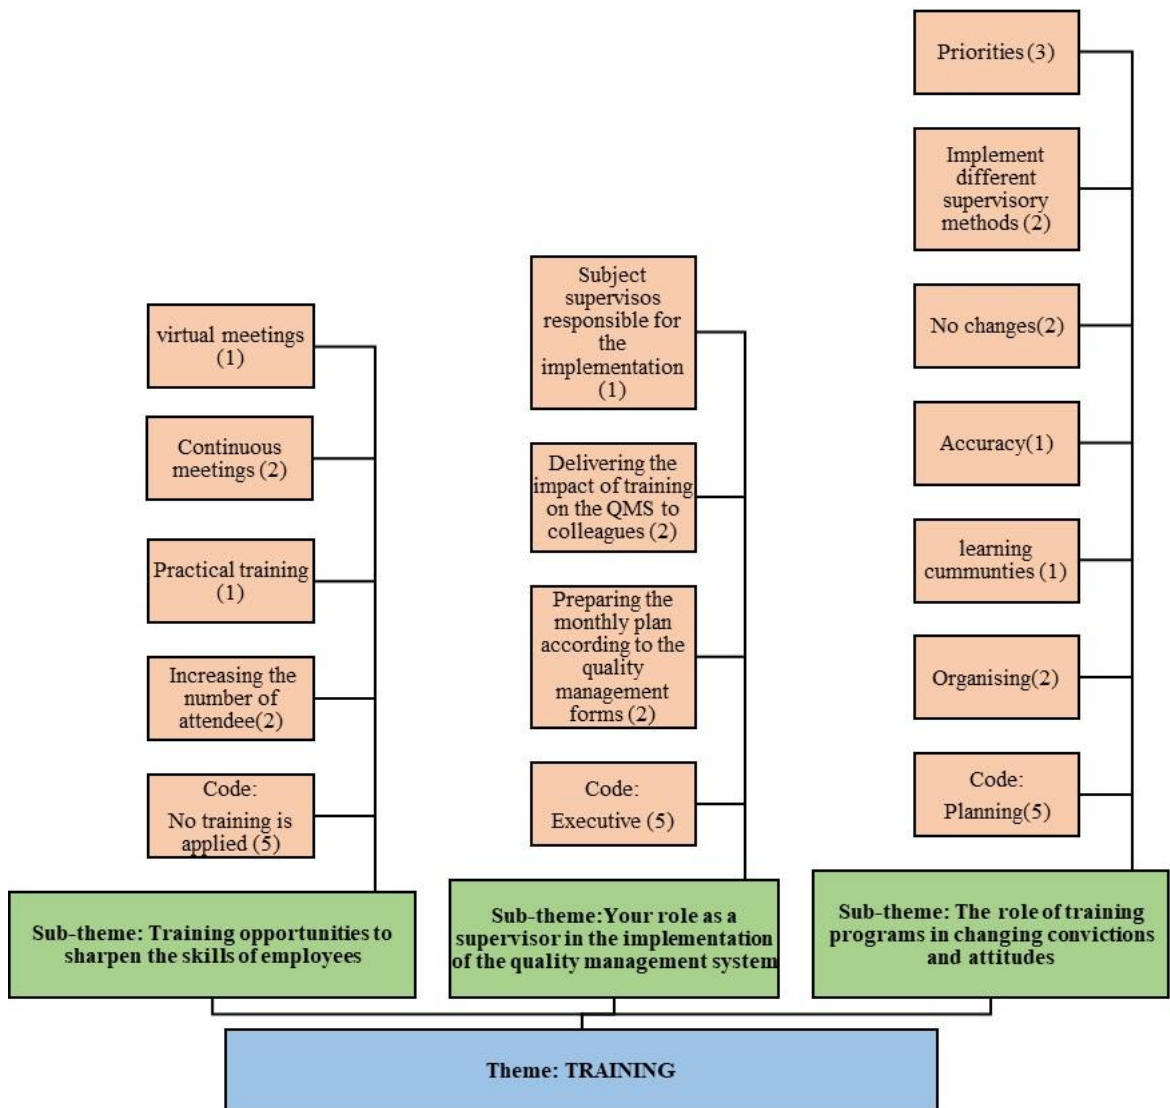 virtual meetings
(1)
Continuous
meetings (2)
Practical training
(1)
Increasing the
number of
attendee(2)
Code:
No training is
applied (5)
Sub-theme: Training opportunities to
sharpen the skills of employees
Subject
supervisos
responsible for
the
implementation
(1)
Delivering the
impact of training
on the QMS to
colleagues (2)
Preparing the
monthly plan
according to the
quality
management
forms (2)
Code:
Executive (5)
Sub-theme:Your role as a
supervisor in the implementation
of the quality management system
Priorities (3)
Implement
different
supervisory
methods (2)
No changes(2)
Accuracy(1)
learning
cummunties (1)
Organising(2)
Code:
Planning(5)
Sub-theme: The role of training
programs in changing convictions
and attitudes
Theme: TRAINING